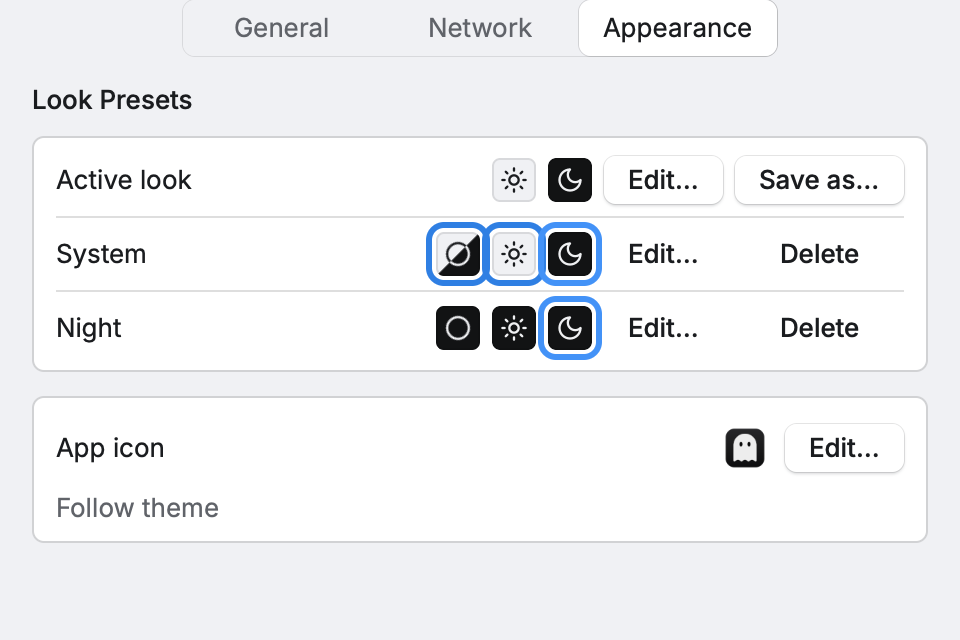 General Network Appearance
Look Presets
Active look Edit... Save as...
System Edit... Delete
Night Edit... Delete
App icon Edit...
Follow theme